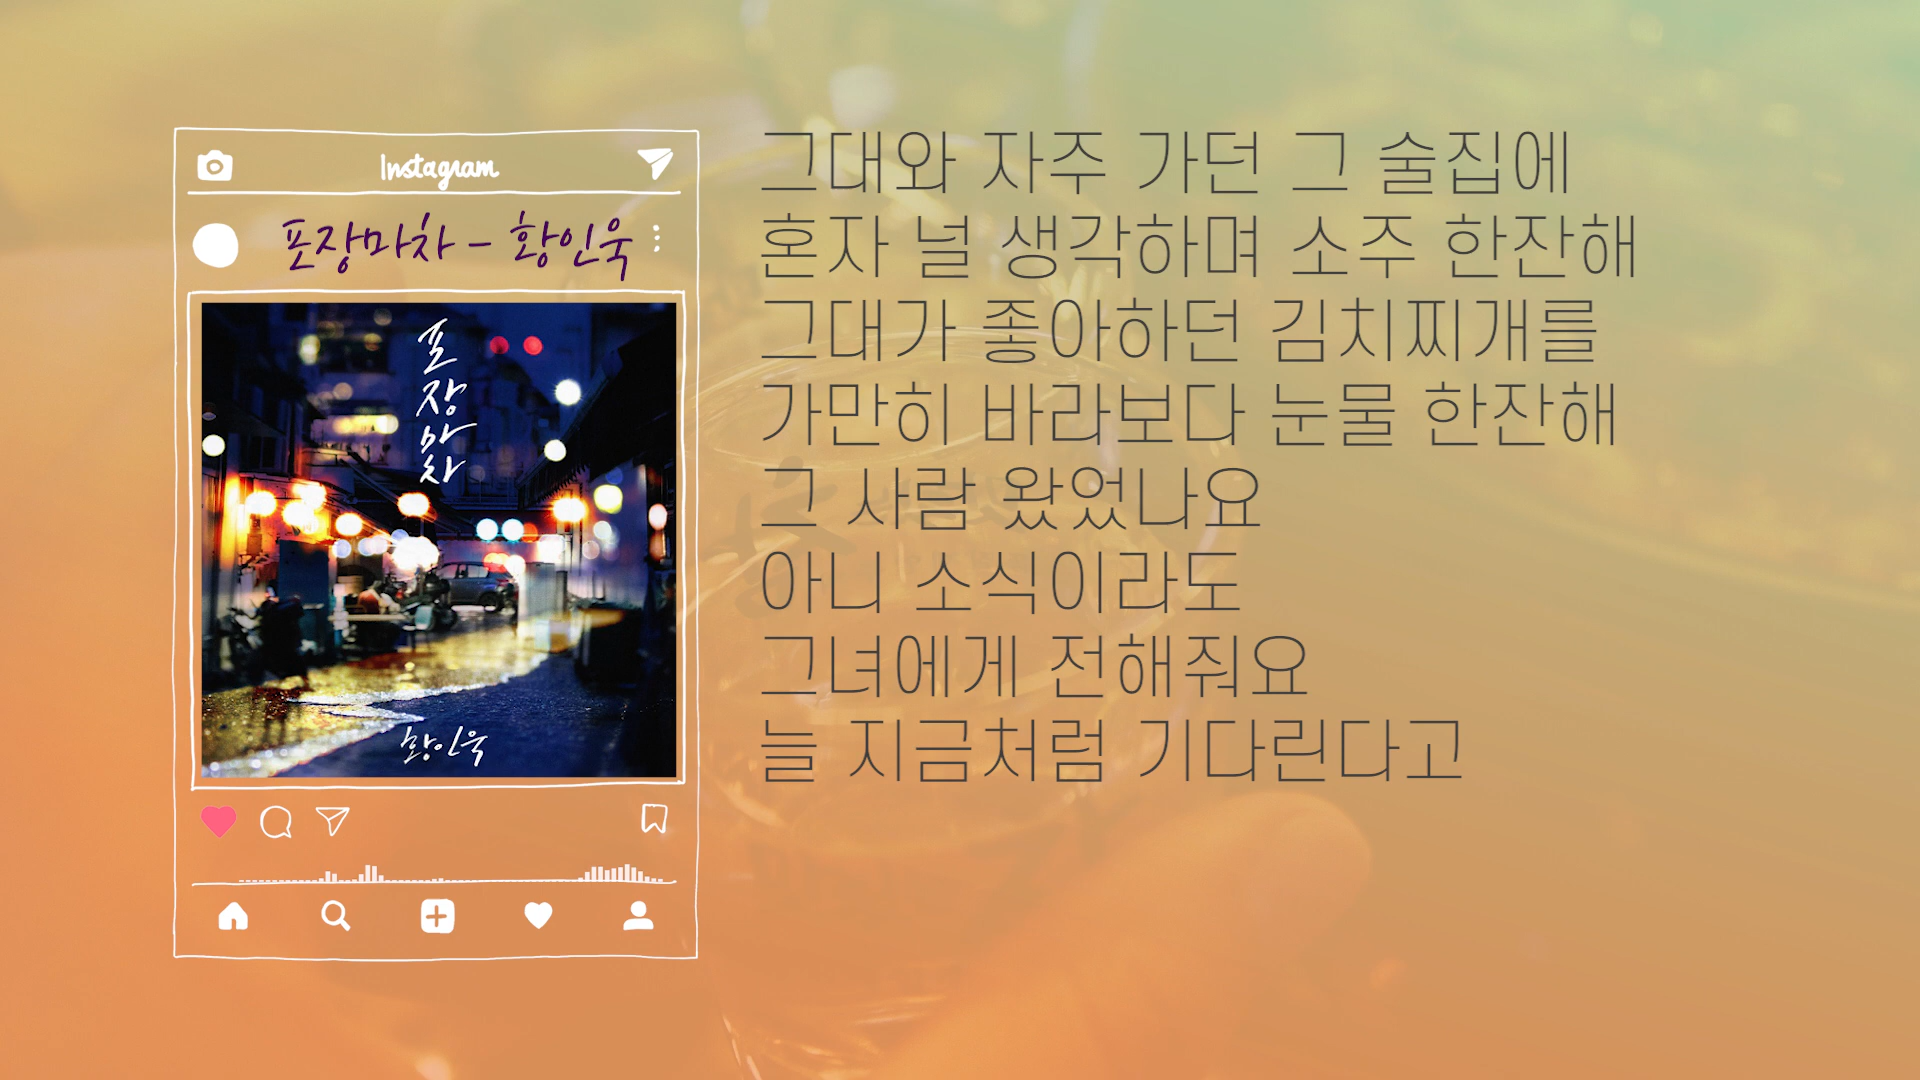 Instagram
포장마차 - 황인욱
포장마차
황인욱
그대와 자주 가던 그 술집에
혼자 널 생각하며 소주 한잔해
그대가 좋아하던 김치찌개를
가만히 바라보다 눈물 한잔해
그 사람 왔었나요
아니 소식이라도
그녀에게 전해줘요
늘 지금처럼 기다린다고